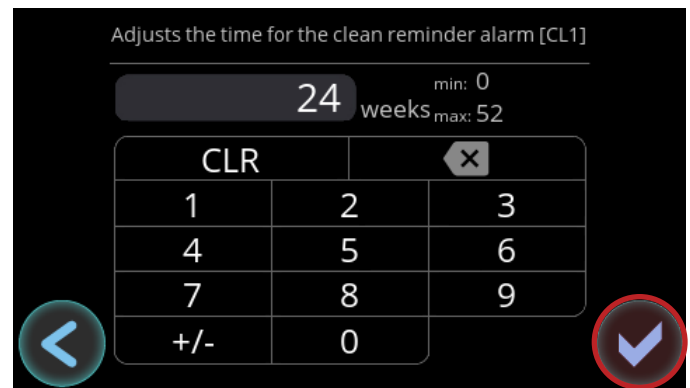 Adjusts the time for the clean reminder alarm [CL1]
24 weeks min: 0
max: 52
CLR
1 2 3
4 5 6
7 8 9
+/- 0